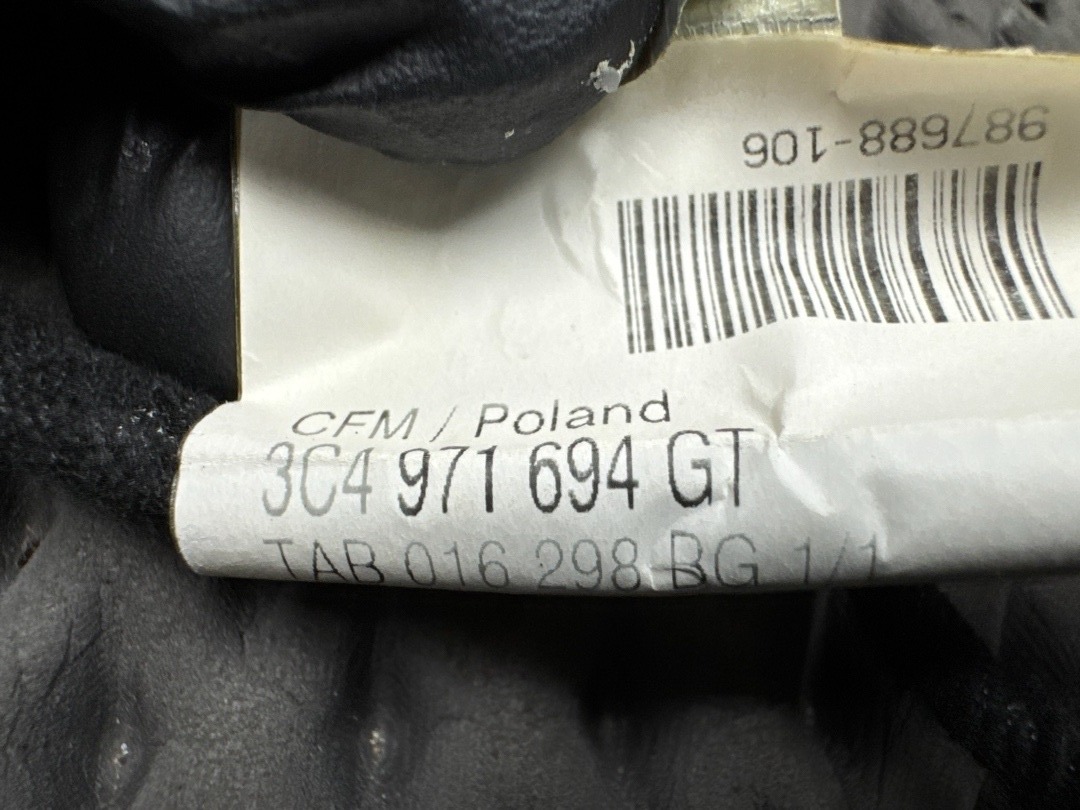 987688-106
CFM / Poland
3C4 971 694 GT
TAB 016 298 BG 1/1